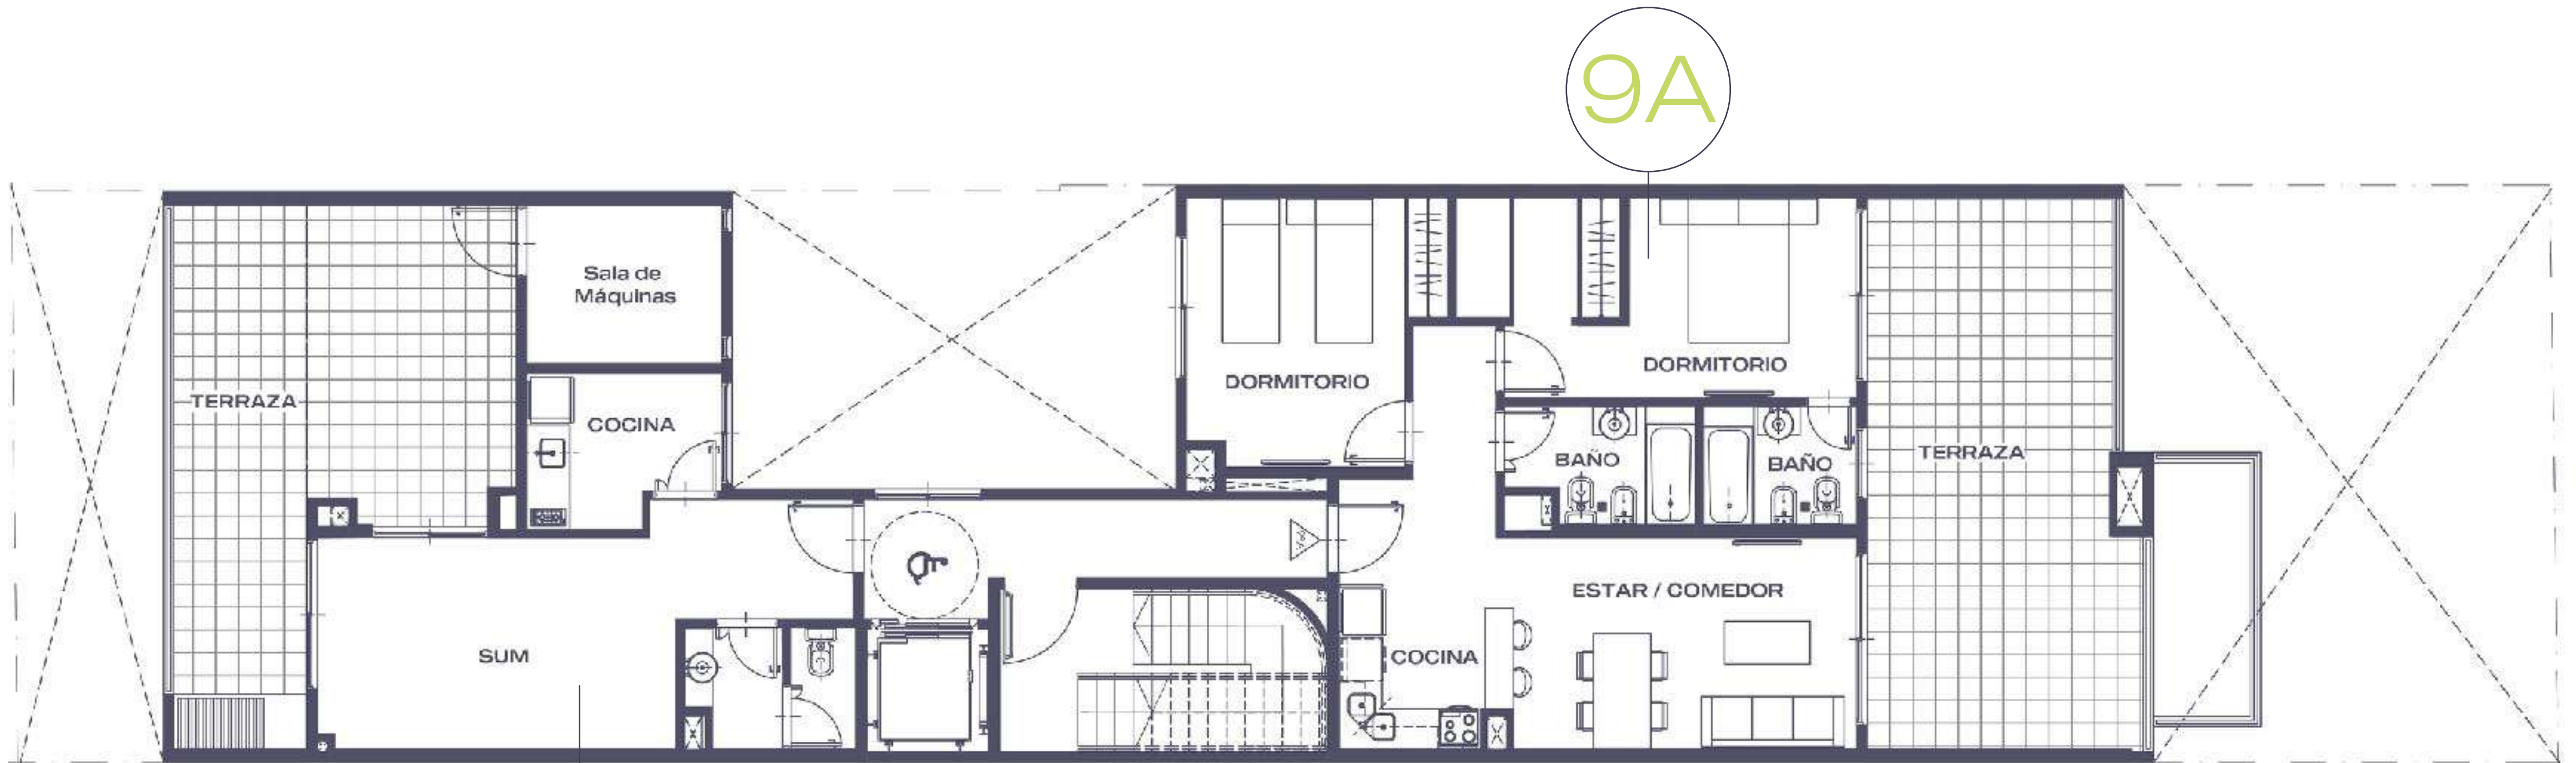 9A
Sala de
Máquinas
TERRAZA
COCINA
SUM
DORMITORIO
DORMITORIO
BAÑO
BAÑO
TERRAZA
ESTAR / COMEDOR
COCINA